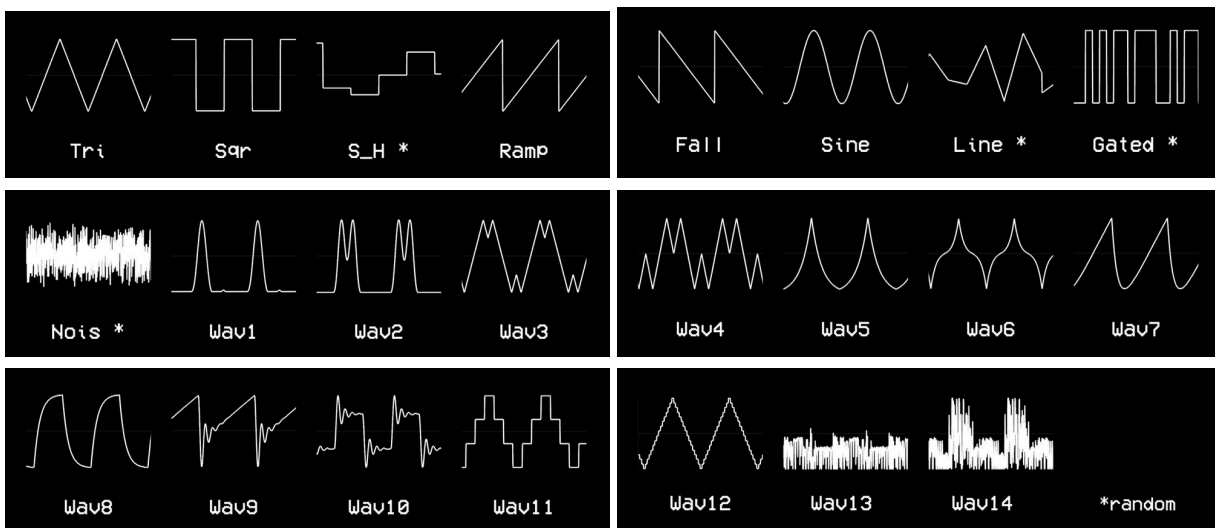 Tri Sqr S_H * Ramp
Fall Sine Line * Gated *
Nois * Wav1 Wav2 Wav3
Wav4 Wav5 Wav6 Wav7
Wav8 Wav9 Wav10 Wav11
Wav12 Wav13 Wav14 *random